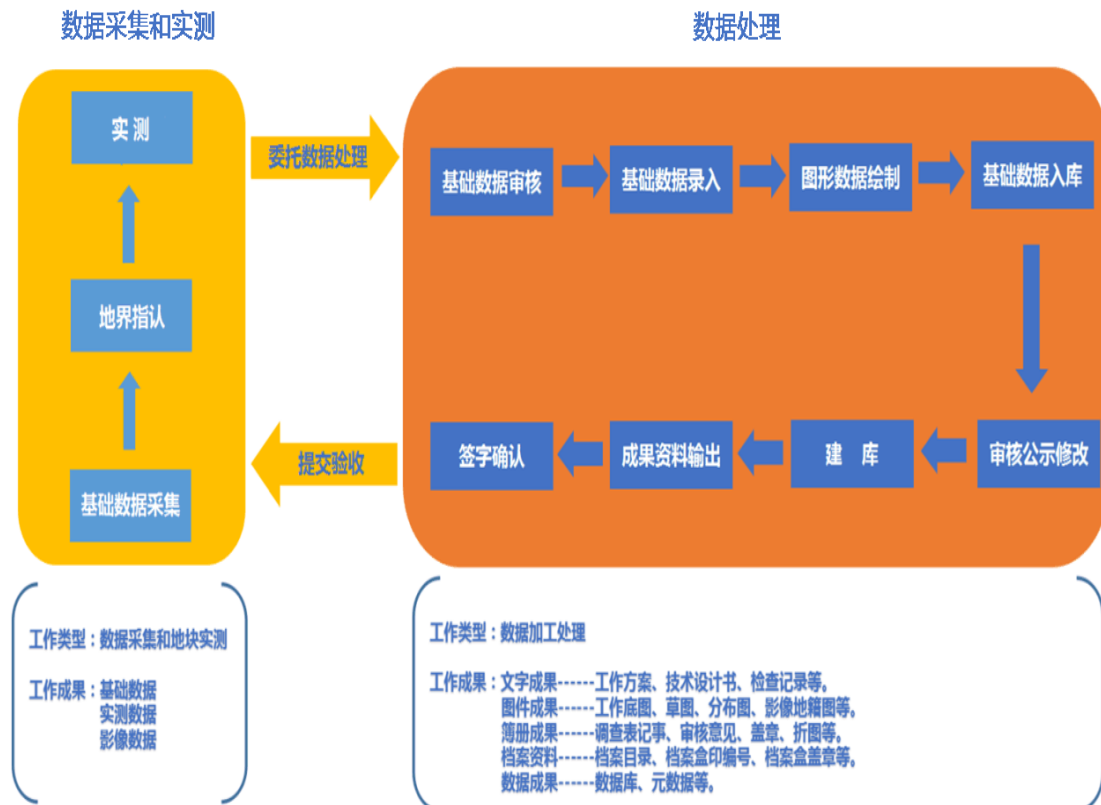 数据采集和实测
数据处理
实 测
地界指认
基础数据采集
委托数据处理
提交验收
基础数据审核
基础数据录入
图形数据绘制
基础数据入库
签字确认
成果资料输出
建 库
审核公示修改
工作类型：数据采集和地块实测
工作成果：基础数据
实测数据
影像数据
工作类型：数据加工处理
工作成果：文字成果------工作方案、技术设计书、检查记录等。
图件成果------工作底图、草图、分布图、影像地籍图等。
簿册成果------调查表记事、审核意见、盖章、折图等。
档案资料------档案目录、档案盒印编号、档案盒盖章等。
数据成果------数据库、元数据等。